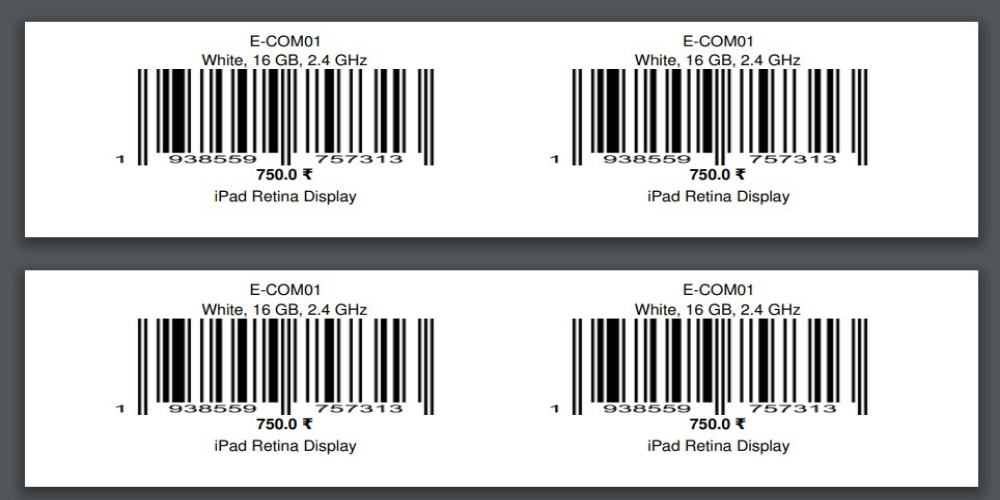 E-COM01
White, 16 GB, 2.4 GHz
1 938559 757313
750.0 ₹
iPad Retina Display
E-COM01
White, 16 GB, 2.4 GHz
1 938559 757313
750.0 ₹
iPad Retina Display
E-COM01
White, 16 GB, 2.4 GHz
1 938559 757313
750.0 ₹
iPad Retina Display
E-COM01
White, 16 GB, 2.4 GHz
1 938559 757313
750.0 ₹
iPad Retina Display